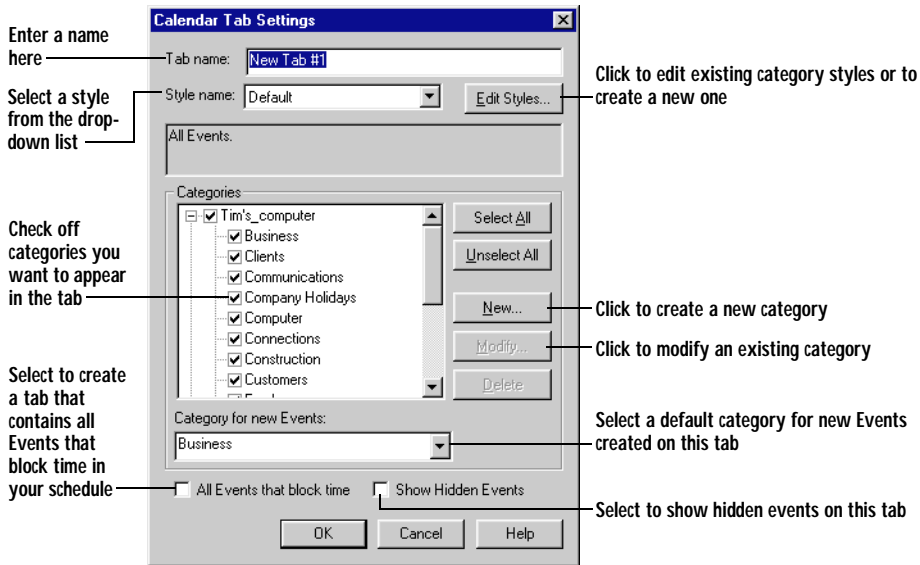 Calendar Tab Settings
Enter a name
here
Tab name:
New Tab #1
Select a style
from the drop-
down list
Style name:
Default
Edit Styles...
Click to edit existing category styles or to
create a new one
All Events.
Categories
Check off
categories you
want to appear
in the tab
Tim's_computer
Business
Clients
Communications
Company Holidays
Computer
Connections
Construction
Customers
Select All
Unselect All
New...
Click to create a new category
Modify...
Click to modify an existing category
Delete
Select to create
a tab that
contains all
Events that
block time in
your schedule
Category for new Events:
Business
Select a default category for new Events
created on this tab
All Events that block time
Show Hidden Events
Select to show hidden events on this tab
OK
Cancel
Help